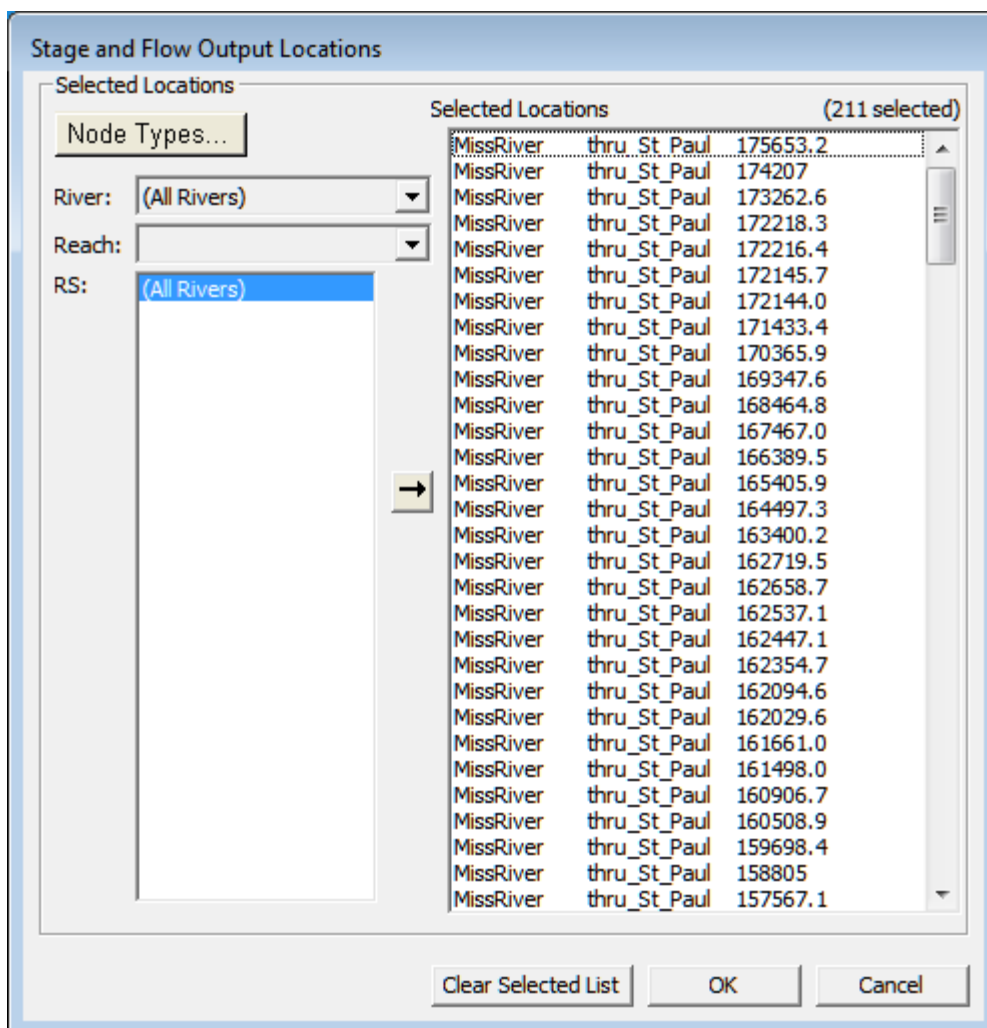 Stage and Flow Output Locations
Selected Locations
Node Types...
River: (All Rivers)
Reach:
RS: (All Rivers)
→
Selected Locations (211 selected)
MissRiver thru_St_Paul 175653.2
MissRiver thru_St_Paul 174207
MissRiver thru_St_Paul 173262.6
MissRiver thru_St_Paul 172218.3
MissRiver thru_St_Paul 172216.4
MissRiver thru_St_Paul 172145.7
MissRiver thru_St_Paul 172144.0
MissRiver thru_St_Paul 171433.4
MissRiver thru_St_Paul 170365.9
MissRiver thru_St_Paul 169347.6
MissRiver thru_St_Paul 168464.8
MissRiver thru_St_Paul 167467.0
MissRiver thru_St_Paul 166389.5
MissRiver thru_St_Paul 165405.9
MissRiver thru_St_Paul 164497.3
MissRiver thru_St_Paul 163400.2
MissRiver thru_St_Paul 162719.5
MissRiver thru_St_Paul 162658.7
MissRiver thru_St_Paul 162537.1
MissRiver thru_St_Paul 162447.1
MissRiver thru_St_Paul 162354.7
MissRiver thru_St_Paul 162094.6
MissRiver thru_St_Paul 162029.6
MissRiver thru_St_Paul 161661.0
MissRiver thru_St_Paul 161498.0
MissRiver thru_St_Paul 160906.7
MissRiver thru_St_Paul 160508.9
MissRiver thru_St_Paul 159698.4
MissRiver thru_St_Paul 158805
MissRiver thru_St_Paul 157567.1
Clear Selected List OK Cancel